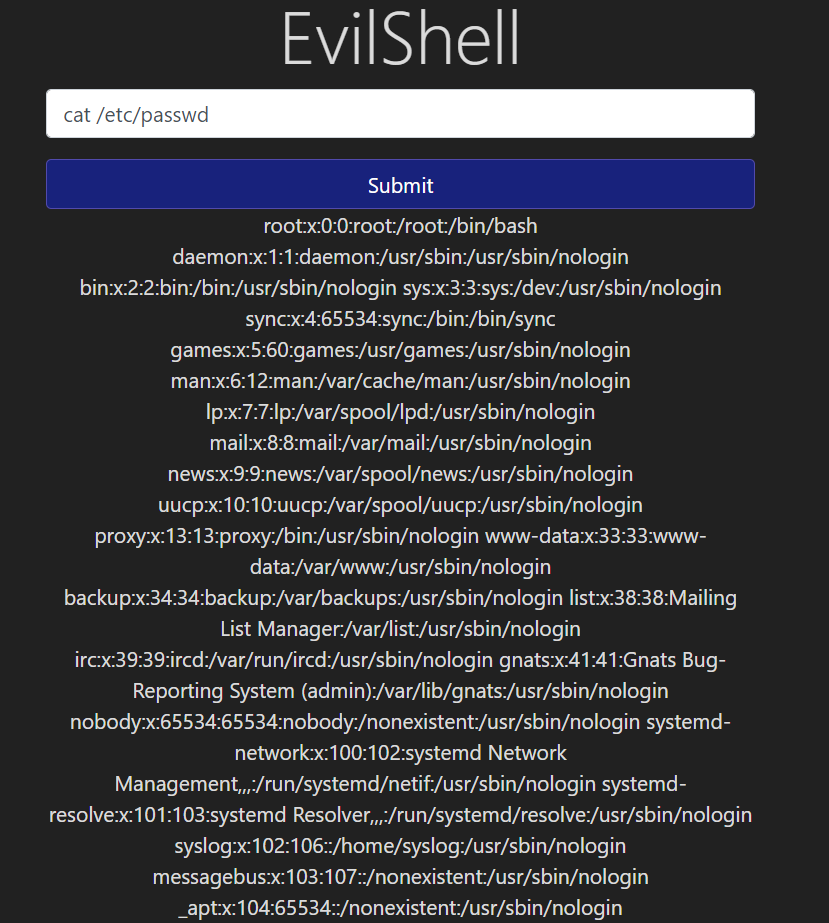 EvilShell
cat /etc/passwd
Submit
root:x:0:0:root:/root:/bin/bash
daemon:x:1:1:daemon:/usr/sbin:/usr/sbin/nologin
bin:x:2:2:bin:/bin:/usr/sbin/nologin sys:x:3:3:sys:/dev:/usr/sbin/nologin
sync:x:4:65534:sync:/bin:/bin/sync
games:x:5:60:games:/usr/games:/usr/sbin/nologin
man:x:6:12:man:/var/cache/man:/usr/sbin/nologin
lp:x:7:7:lp:/var/spool/lpd:/usr/sbin/nologin
mail:x:8:8:mail:/var/mail:/usr/sbin/nologin
news:x:9:9:news:/var/spool/news:/usr/sbin/nologin
uucp:x:10:10:uucp:/var/spool/uucp:/usr/sbin/nologin
proxy:x:13:13:proxy:/bin:/usr/sbin/nologin www-data:x:33:33:www-
data:/var/www:/usr/sbin/nologin
backup:x:34:34:backup:/var/backups:/usr/sbin/nologin list:x:38:38:Mailing
List Manager:/var/list:/usr/sbin/nologin
irc:x:39:39:ircd:/var/run/ircd:/usr/sbin/nologin gnats:x:41:41:Gnats Bug-
Reporting System (admin):/var/lib/gnats:/usr/sbin/nologin
nobody:x:65534:65534:nobody:/nonexistent:/usr/sbin/nologin systemd-
network:x:100:102:systemd Network
Management,,,:/run/systemd/netif:/usr/sbin/nologin systemd-
resolve:x:101:103:systemd Resolver,,,:/run/systemd/resolve:/usr/sbin/nologin
syslog:x:102:106::/home/syslog:/usr/sbin/nologin
messagebus:x:103:107::/nonexistent:/usr/sbin/nologin
_apt:x:104:65534::/nonexistent:/usr/sbin/nologin